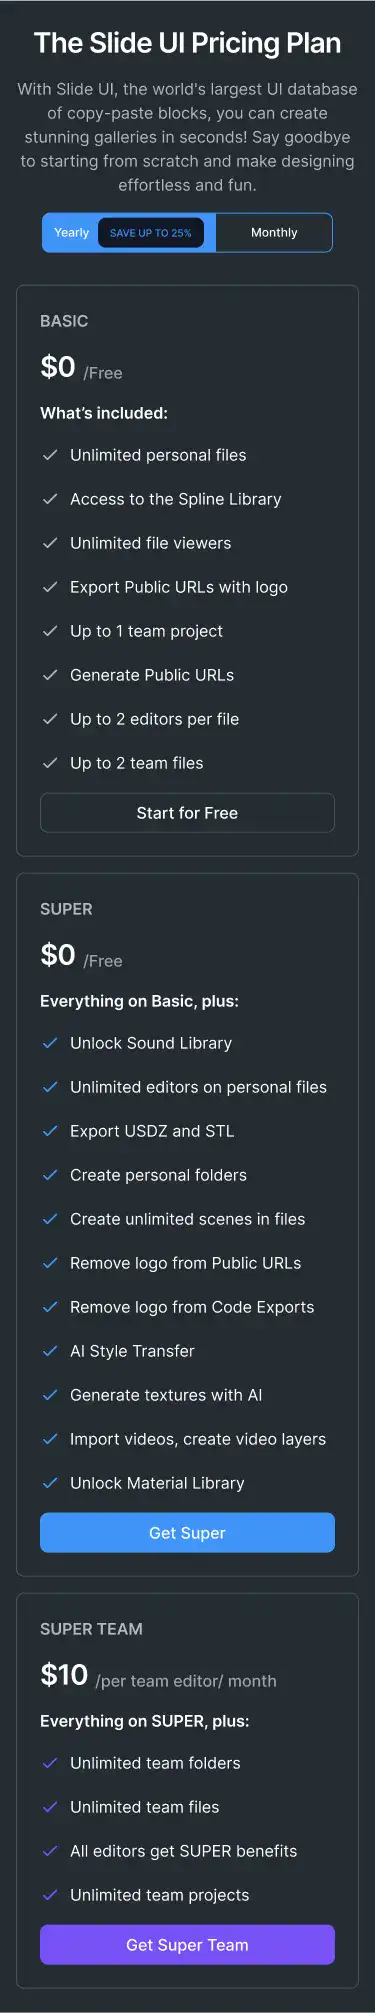 The Slide UI Pricing Plan
With Slide UI, the world's largest UI database
of copy-paste blocks, you can create
stunning galleries in seconds! Say goodbye
to starting from scratch and make designing
effortless and fun.
Yearly SAVE UP TO 25% Monthly
BASIC
$0 /Free
What’s included:
Unlimited personal files
Access to the Spline Library
Unlimited file viewers
Export Public URLs with logo
Up to 1 team project
Generate Public URLs
Up to 2 editors per file
Up to 2 team files
Start for Free
SUPER
$0 /Free
Everything on Basic, plus:
Unlock Sound Library
Unlimited editors on personal files
Export USDZ and STL
Create personal folders
Create unlimited scenes in files
Remove logo from Public URLs
Remove logo from Code Exports
AI Style Transfer
Generate textures with AI
Import videos, create video layers
Unlock Material Library
Get Super
SUPER TEAM
$10 /per team editor/ month
Everything on SUPER, plus:
Unlimited team folders
Unlimited team files
All editors get SUPER benefits
Unlimited team projects
Get Super Team